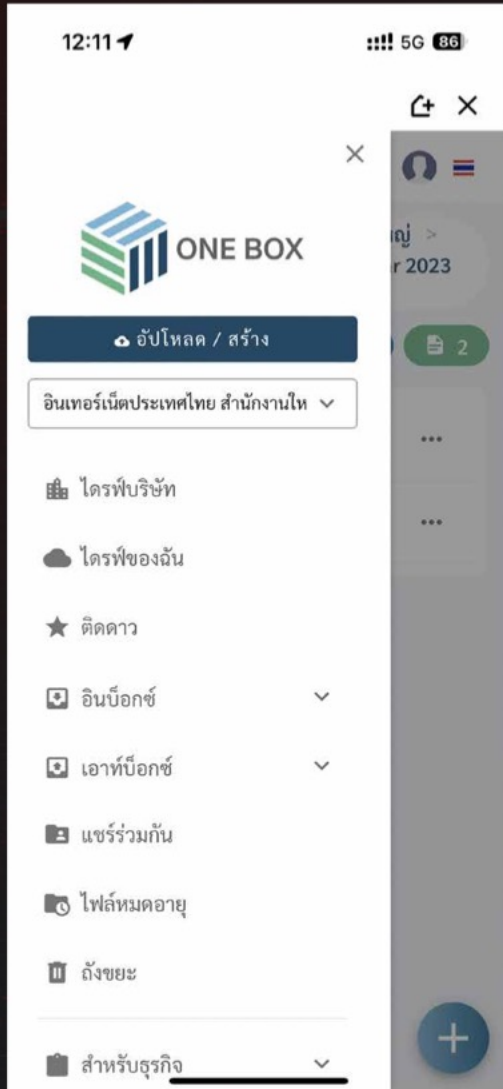 12:11
5G 86
ONE BOX
อัปโหลด / สร้าง
อินเทอร์เน็ตประเทศไทย สำนักงานให
ไดรฟ์บริษัท
ไดรฟ์ของฉัน
ติดดาว
อินบ็อกซ์
เอาท์บ็อกซ์
แชร์ร่วมกัน
ไฟล์หมดอายุ
ถังขยะ
สำหรับธุรกิจ
ญ่ >
r 2023
2